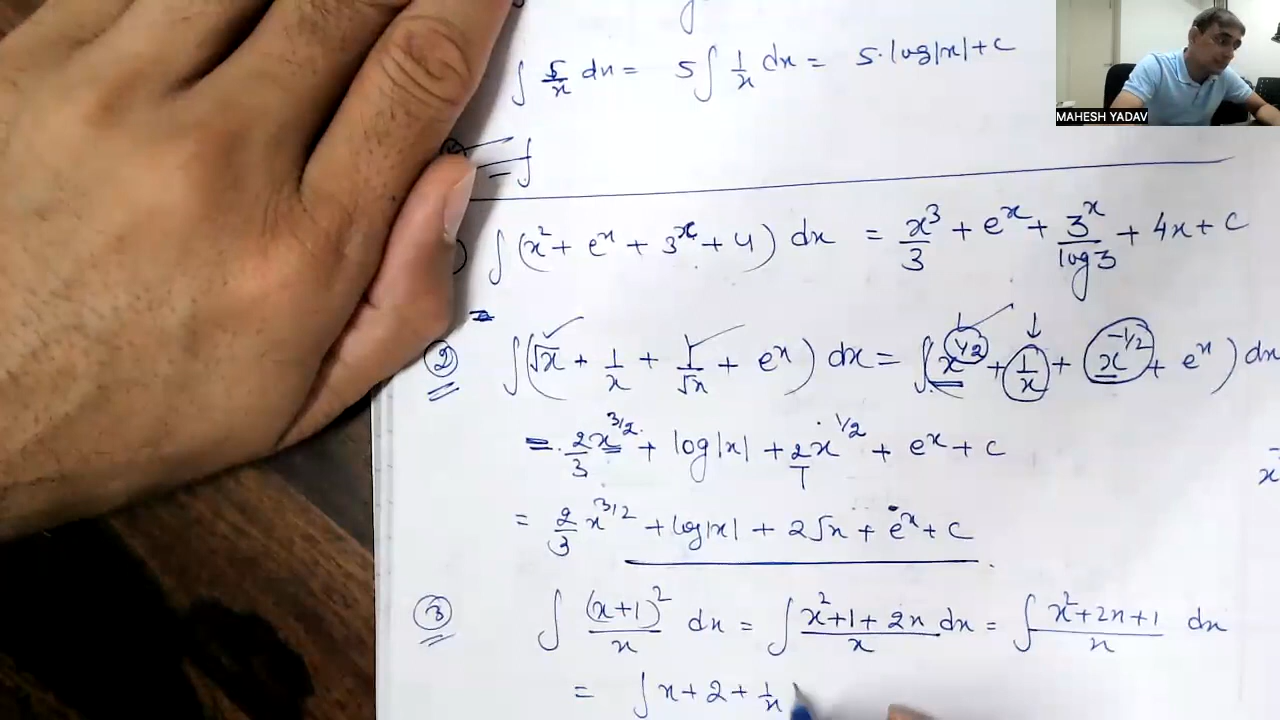 ∫ 5/x dx = 5∫ 1/x dx = 5·log|x|+c
∫
∫(x² + eˣ + 3ˣ + 4) dx = x³/3 + eˣ + 3ˣ/log3 + 4x + c
② ∫(√x + 1/x + 1/√x + eˣ) dx = ∫(x^1/2 + 1/x + x^-1/2 + eˣ) dx
= 2/3 x^3/2 + log|x| + 2/1 x^1/2 + eˣ + c
= 2/3 x^3/2 + log|x| + 2√x + eˣ + c
③ ∫ (x+1)²/x dx = ∫ x²+1+2x/x dx = ∫ x²+2x+1/x dx
= ∫ x + 2 + 1/x
MAHESH YADAV